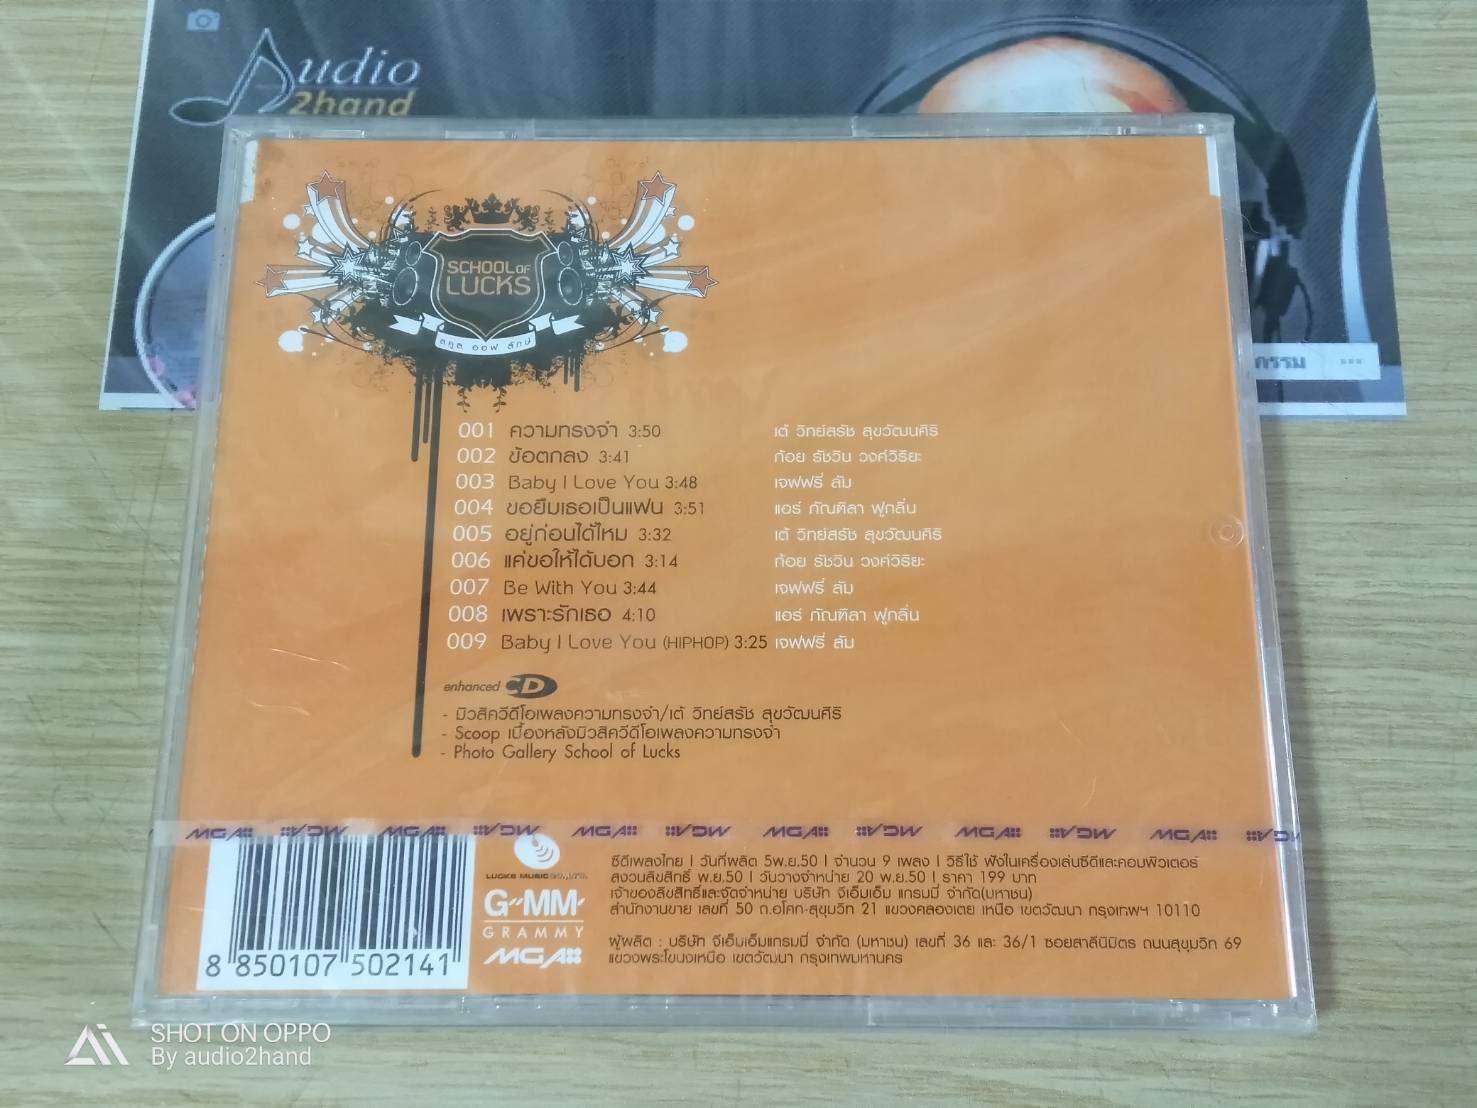 Audio
2hand
กรรม
SCHOOL OF
LUCKS
สคูล ออฟ ลักษ์
001 ความทรงจำ 3:50 เต้ วิทย์สรัช สุขวัฒนศิริ
002 ข้อตกลง 3:41 ก้อย รัชวิน วงศ์วิริยะ
003 Baby I Love You 3:48 เจฟฟรี่ ลัม
004 ขอยืมเธอเป็นแฟน 3:51 แอร์ ภัณฑิลา ฟูกลิ่น
005 อยู่ก่อนได้ไหม 3:32 เต้ วิทย์สรัช สุขวัฒนศิริ
006 แค่ขอให้ได้บอก 3:14 ก้อย รัชวิน วงศ์วิริยะ
007 Be With You 3:44 เจฟฟรี่ ลัม
008 เพราะรักเธอ 4:10 แอร์ ภัณฑิลา ฟูกลิ่น
009 Baby I Love You (HIPHOP) 3:25 เจฟฟรี่ ลัม
enhanced CD
- มิวสิควีดีโอเพลงความทรงจำ/เต้ วิทย์สรัช สุขวัฒนศิริ
- Scoop เบื้องหลังมิวสิควีดีโอเพลงความทรงจำ
- Photo Gallery School of Lucks
MGA MGA MGA MGA MGA MGA MGA MGA MGA MGA MGA MGA
LUCKS MUSIC CO.,LTD.
G"MM'
GRAMMY
MGA
8 850107 502141
ซีดีเพลงไทย | วันที่ผลิต 5พ.ย.50 | จำนวน 9 เพลง | วิธีใช้ ฟังในเครื่องเล่นซีดีและคอมพิวเตอร์
สงวนลิขสิทธิ์ พ.ย.50 | วันวางจำหน่าย 20 พ.ย.50 | ราคา 199 บาท
เจ้าของลิขสิทธิ์และจัดจำหน่าย บริษัท จีเอ็มเอ็ม แกรมมี่ จำกัด(มหาชน)
สำนักงานขาย เลขที่ 50 ถ.อโศก-สุขุมวิท 21 แขวงคลองเตย เหนือ เขตวัฒนา กรุงเทพฯ 10110
ผู้ผลิต : บริษัท จีเอ็มเอ็มแกรมมี่ จำกัด (มหาชน) เลขที่ 36 และ 36/1 ซอยสาลีนิมิตร ถนนสุขุมวิท 69
แขวงพระโขนงเหนือ เขตวัฒนา กรุงเทพมหานคร
SHOT ON OPPO
By audio2hand